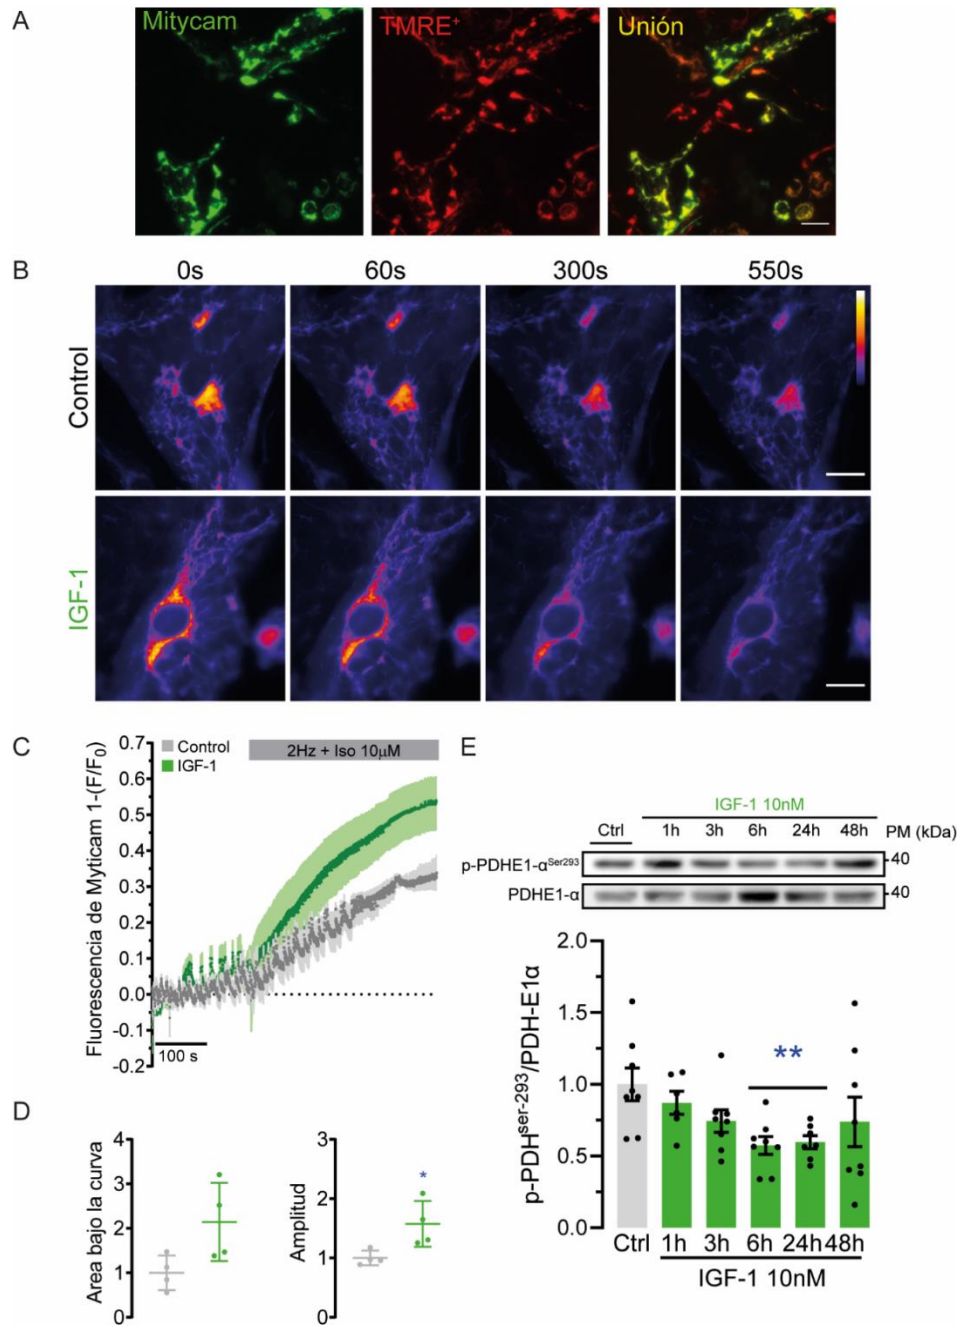 A
Mitycam
TMRE⁺
Unión
B
0s
60s
300s
550s
Control
IGF-1
C
Fluorescencia de Myticam 1-(F/F₀)
0.7
0.6
0.5
0.4
0.3
0.2
0.1
0.0
-0.1
-0.2
Control
IGF-1
2Hz + Iso 10μM
100 s
D
Area bajo la curva
4
3
2
1
0
Amplitud
3
2
1
0
*
E
IGF-1 10nM
Ctrl 1h 3h 6h 24h 48h PM (kDa)
p-PDHE1-α^Ser293 40
PDHE1-α 40
p-PDH^ser-293/PDH-E1α
2.0
1.5
1.0
0.5
0.0
**
Ctrl 1h 3h 6h 24h 48h
IGF-1 10nM